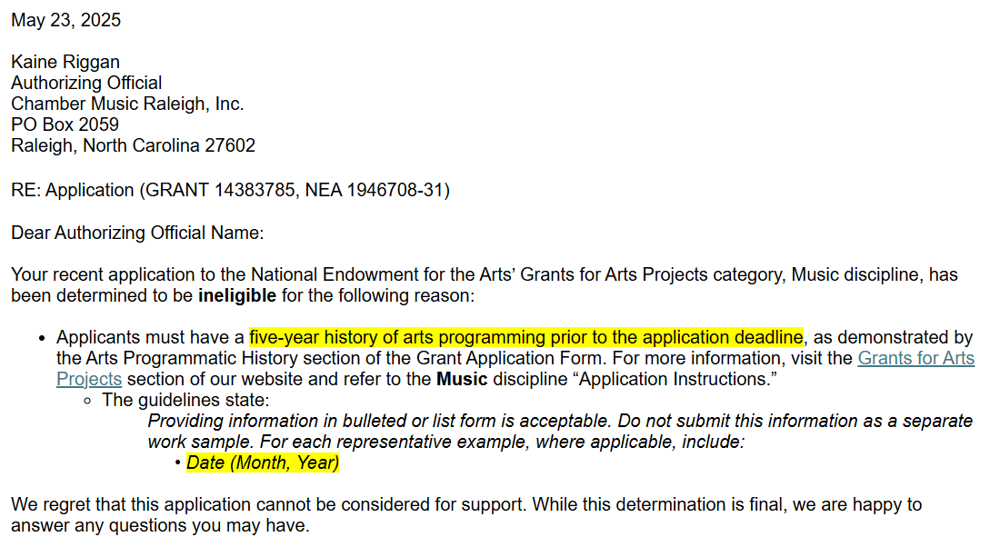 May 23, 2025
Kaine Riggan
Authorizing Official
Chamber Music Raleigh, Inc.
PO Box 2059
Raleigh, North Carolina 27602
RE: Application (GRANT 14383785, NEA 1946708-31)
Dear Authorizing Official Name:
Your recent application to the National Endowment for the Arts’ Grants for Arts Projects category, Music discipline, has
been determined to be ineligible for the following reason:
• Applicants must have a five-year history of arts programming prior to the application deadline, as demonstrated by
the Arts Programmatic History section of the Grant Application Form. For more information, visit the Grants for Arts
Projects section of our website and refer to the Music discipline “Application Instructions.”
○ The guidelines state:
Providing information in bulleted or list form is acceptable. Do not submit this information as a separate
work sample. For each representative example, where applicable, include:
• Date (Month, Year)
We regret that this application cannot be considered for support. While this determination is final, we are happy to
answer any questions you may have.